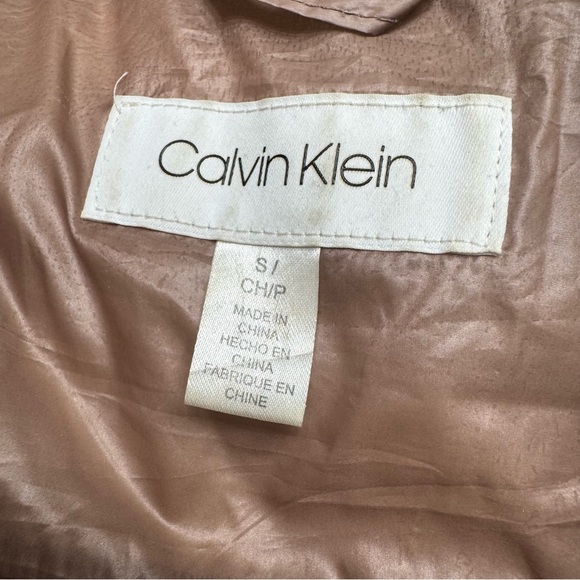 Calvin Klein
S /
CH/P
MADE IN
CHINA
HECHO EN
CHINA
FABRIQUE EN
CHINE